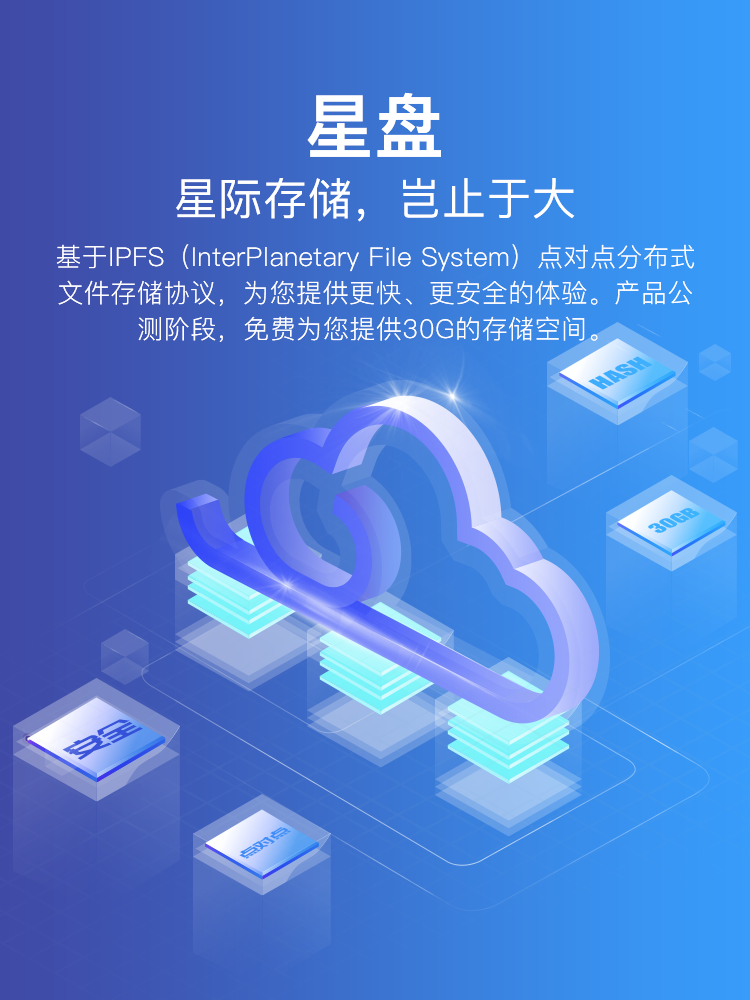 星盘
星际存储，岂止于大
基于IPFS（InterPlanetary File System）点对点分布式
文件存储协议，为您提供更快、更安全的体验。产品公
测阶段，免费为您提供30G的存储空间。
HASH
30GB
安全
点对点